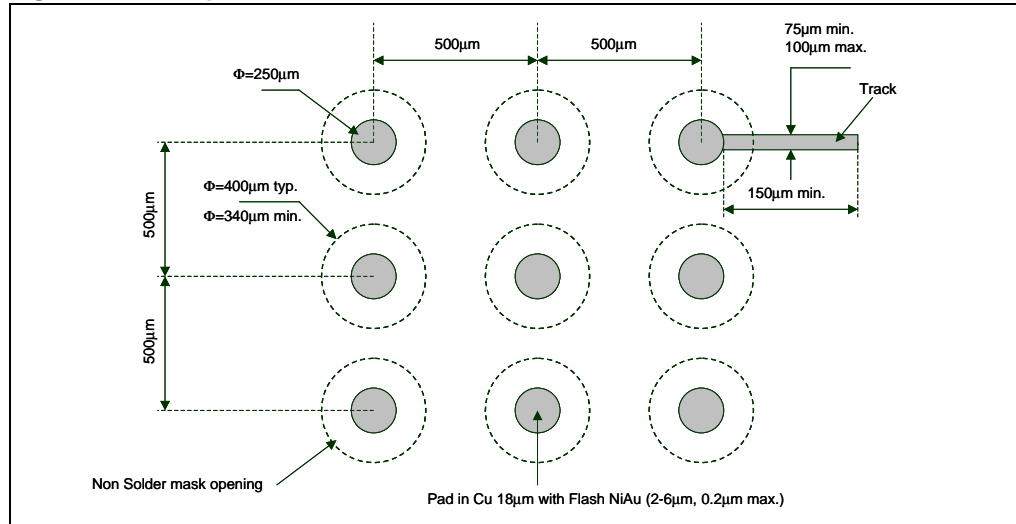 75μm min.
100μm max.
500μm
500μm
Φ=250μm
Track
Φ=400μm typ.
Φ=340μm min.
150μm min.
500μm
500μm
Non Solder mask opening
Pad in Cu 18μm with Flash NiAu (2-6μm, 0.2μm max.)